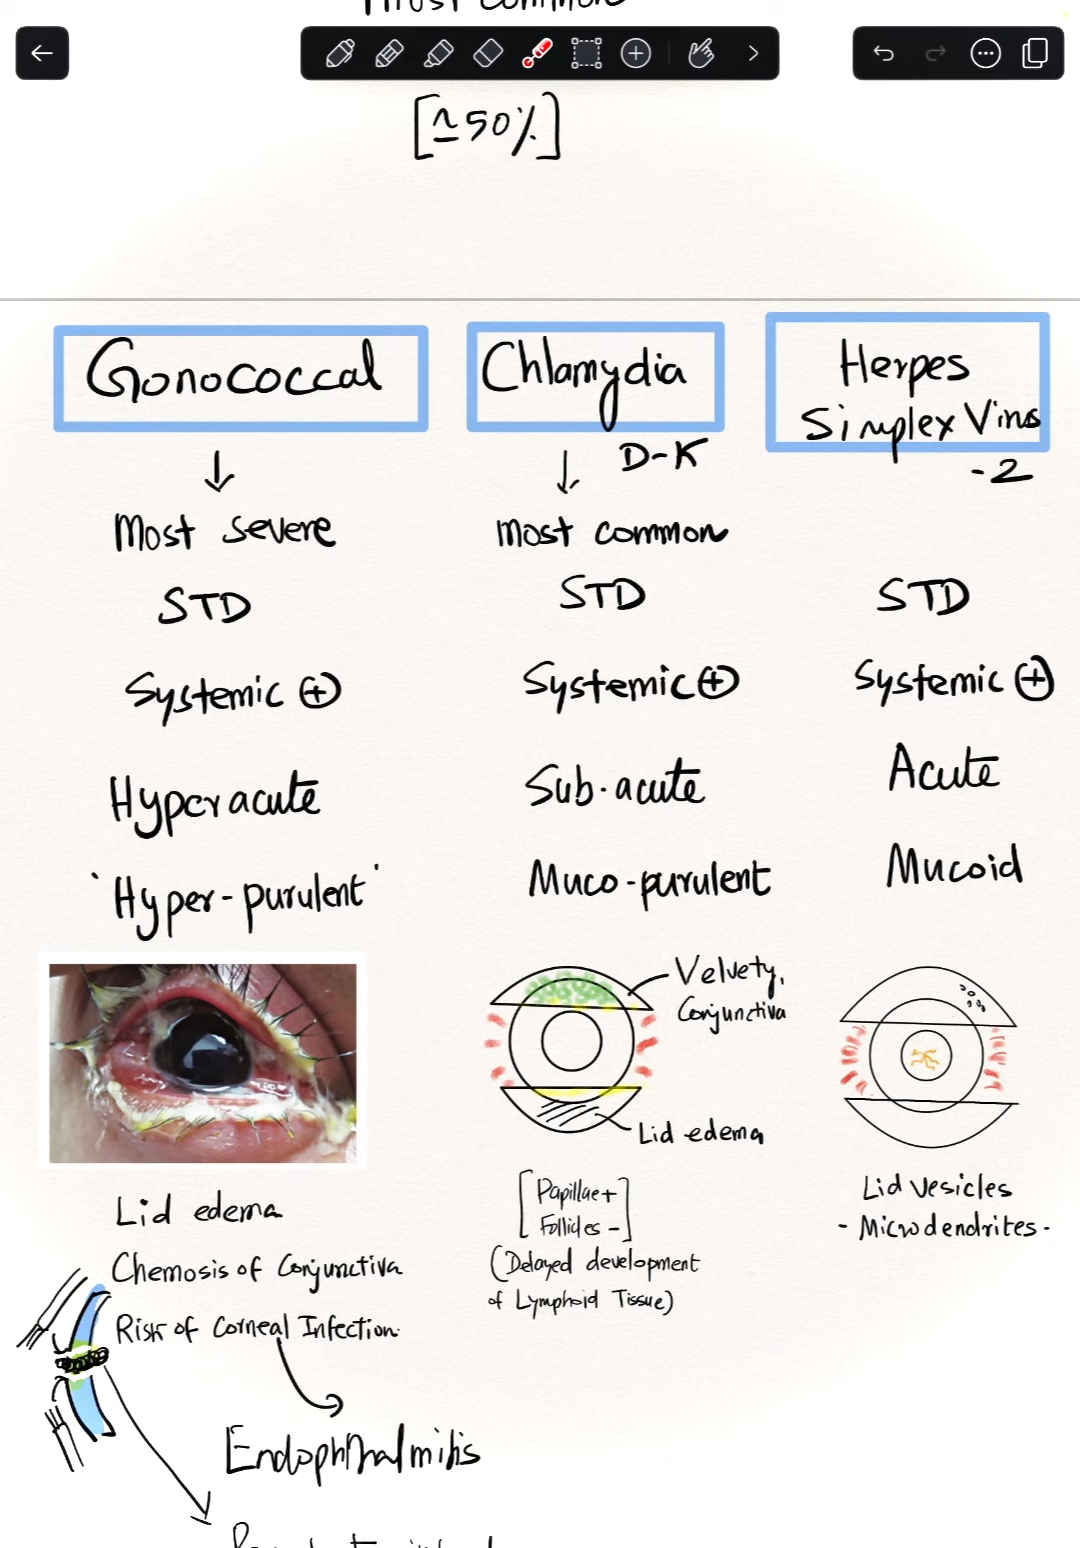 most common
[≃50%]
Gonococcal
Most severe
STD
Systemic ⊕
Hyperacute
'Hyper-purulent'
Lid edema
Chemosis of Conjunctiva
Risk of Corneal Infection
Endophthalmitis
Chlamydia
D-K
most common
STD
Systemic ⊕
Sub-acute
Muco-purulent
Velvety,
Conjunctiva
Lid edema
[Papillae+
Follicles -]
(Delayed development
of Lymphoid Tissue)
Herpes
Simplex Virus
-2
STD
Systemic ⊕
Acute
Mucoid
Lid vesicles
- Microdendrites -